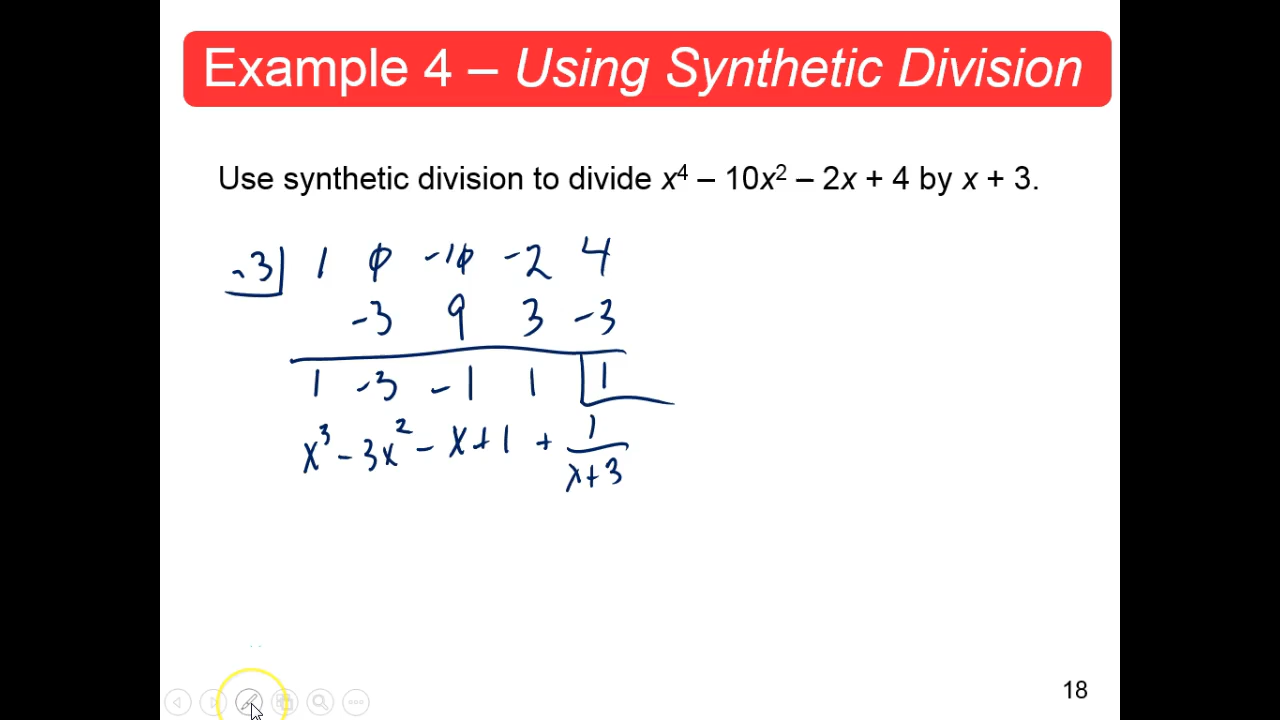 Example 4 – Using Synthetic Division
Use synthetic division to divide x⁴ – 10x² – 2x + 4 by x + 3.
-3| 1 0 -10 -2 4
-3 9 3 -3
1 -3 -1 1 |1
x³ - 3x² - x + 1 + 1/(x+3)
18